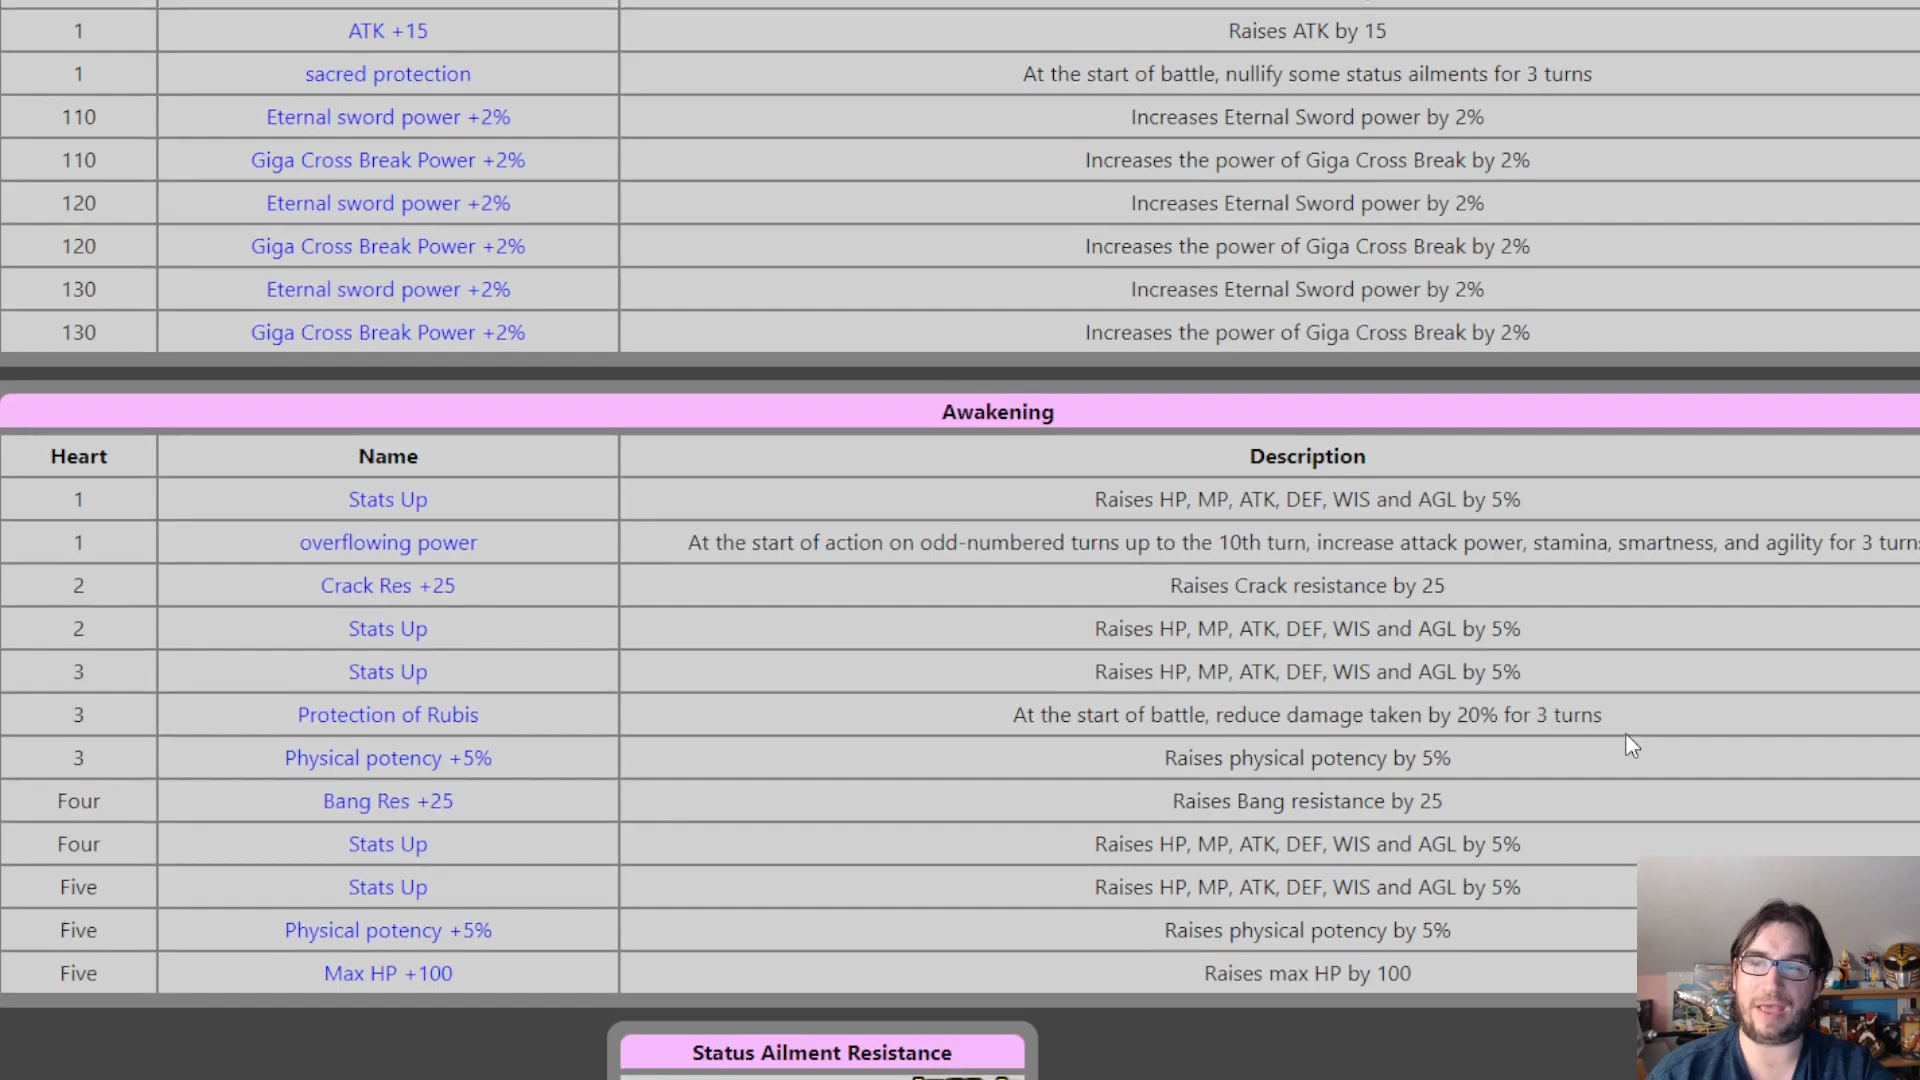 1 ATK +15 Raises ATK by 15
1 sacred protection At the start of battle, nullify some status ailments for 3 turns
110 Eternal sword power +2% Increases Eternal Sword power by 2%
110 Giga Cross Break Power +2% Increases the power of Giga Cross Break by 2%
120 Eternal sword power +2% Increases Eternal Sword power by 2%
120 Giga Cross Break Power +2% Increases the power of Giga Cross Break by 2%
130 Eternal sword power +2% Increases Eternal Sword power by 2%
130 Giga Cross Break Power +2% Increases the power of Giga Cross Break by 2%
Awakening
Heart Name Description
1 Stats Up Raises HP, MP, ATK, DEF, WIS and AGL by 5%
1 overflowing power At the start of action on odd-numbered turns up to the 10th turn, increase attack power, stamina, smartness, and agility for 3 turns
2 Crack Res +25 Raises Crack resistance by 25
2 Stats Up Raises HP, MP, ATK, DEF, WIS and AGL by 5%
3 Stats Up Raises HP, MP, ATK, DEF, WIS and AGL by 5%
3 Protection of Rubis At the start of battle, reduce damage taken by 20% for 3 turns
3 Physical potency +5% Raises physical potency by 5%
Four Bang Res +25 Raises Bang resistance by 25
Four Stats Up Raises HP, MP, ATK, DEF, WIS and AGL by 5%
Five Stats Up Raises HP, MP, ATK, DEF, WIS and AGL by 5%
Five Physical potency +5% Raises physical potency by 5%
Five Max HP +100 Raises max HP by 100
Status Ailment Resistance